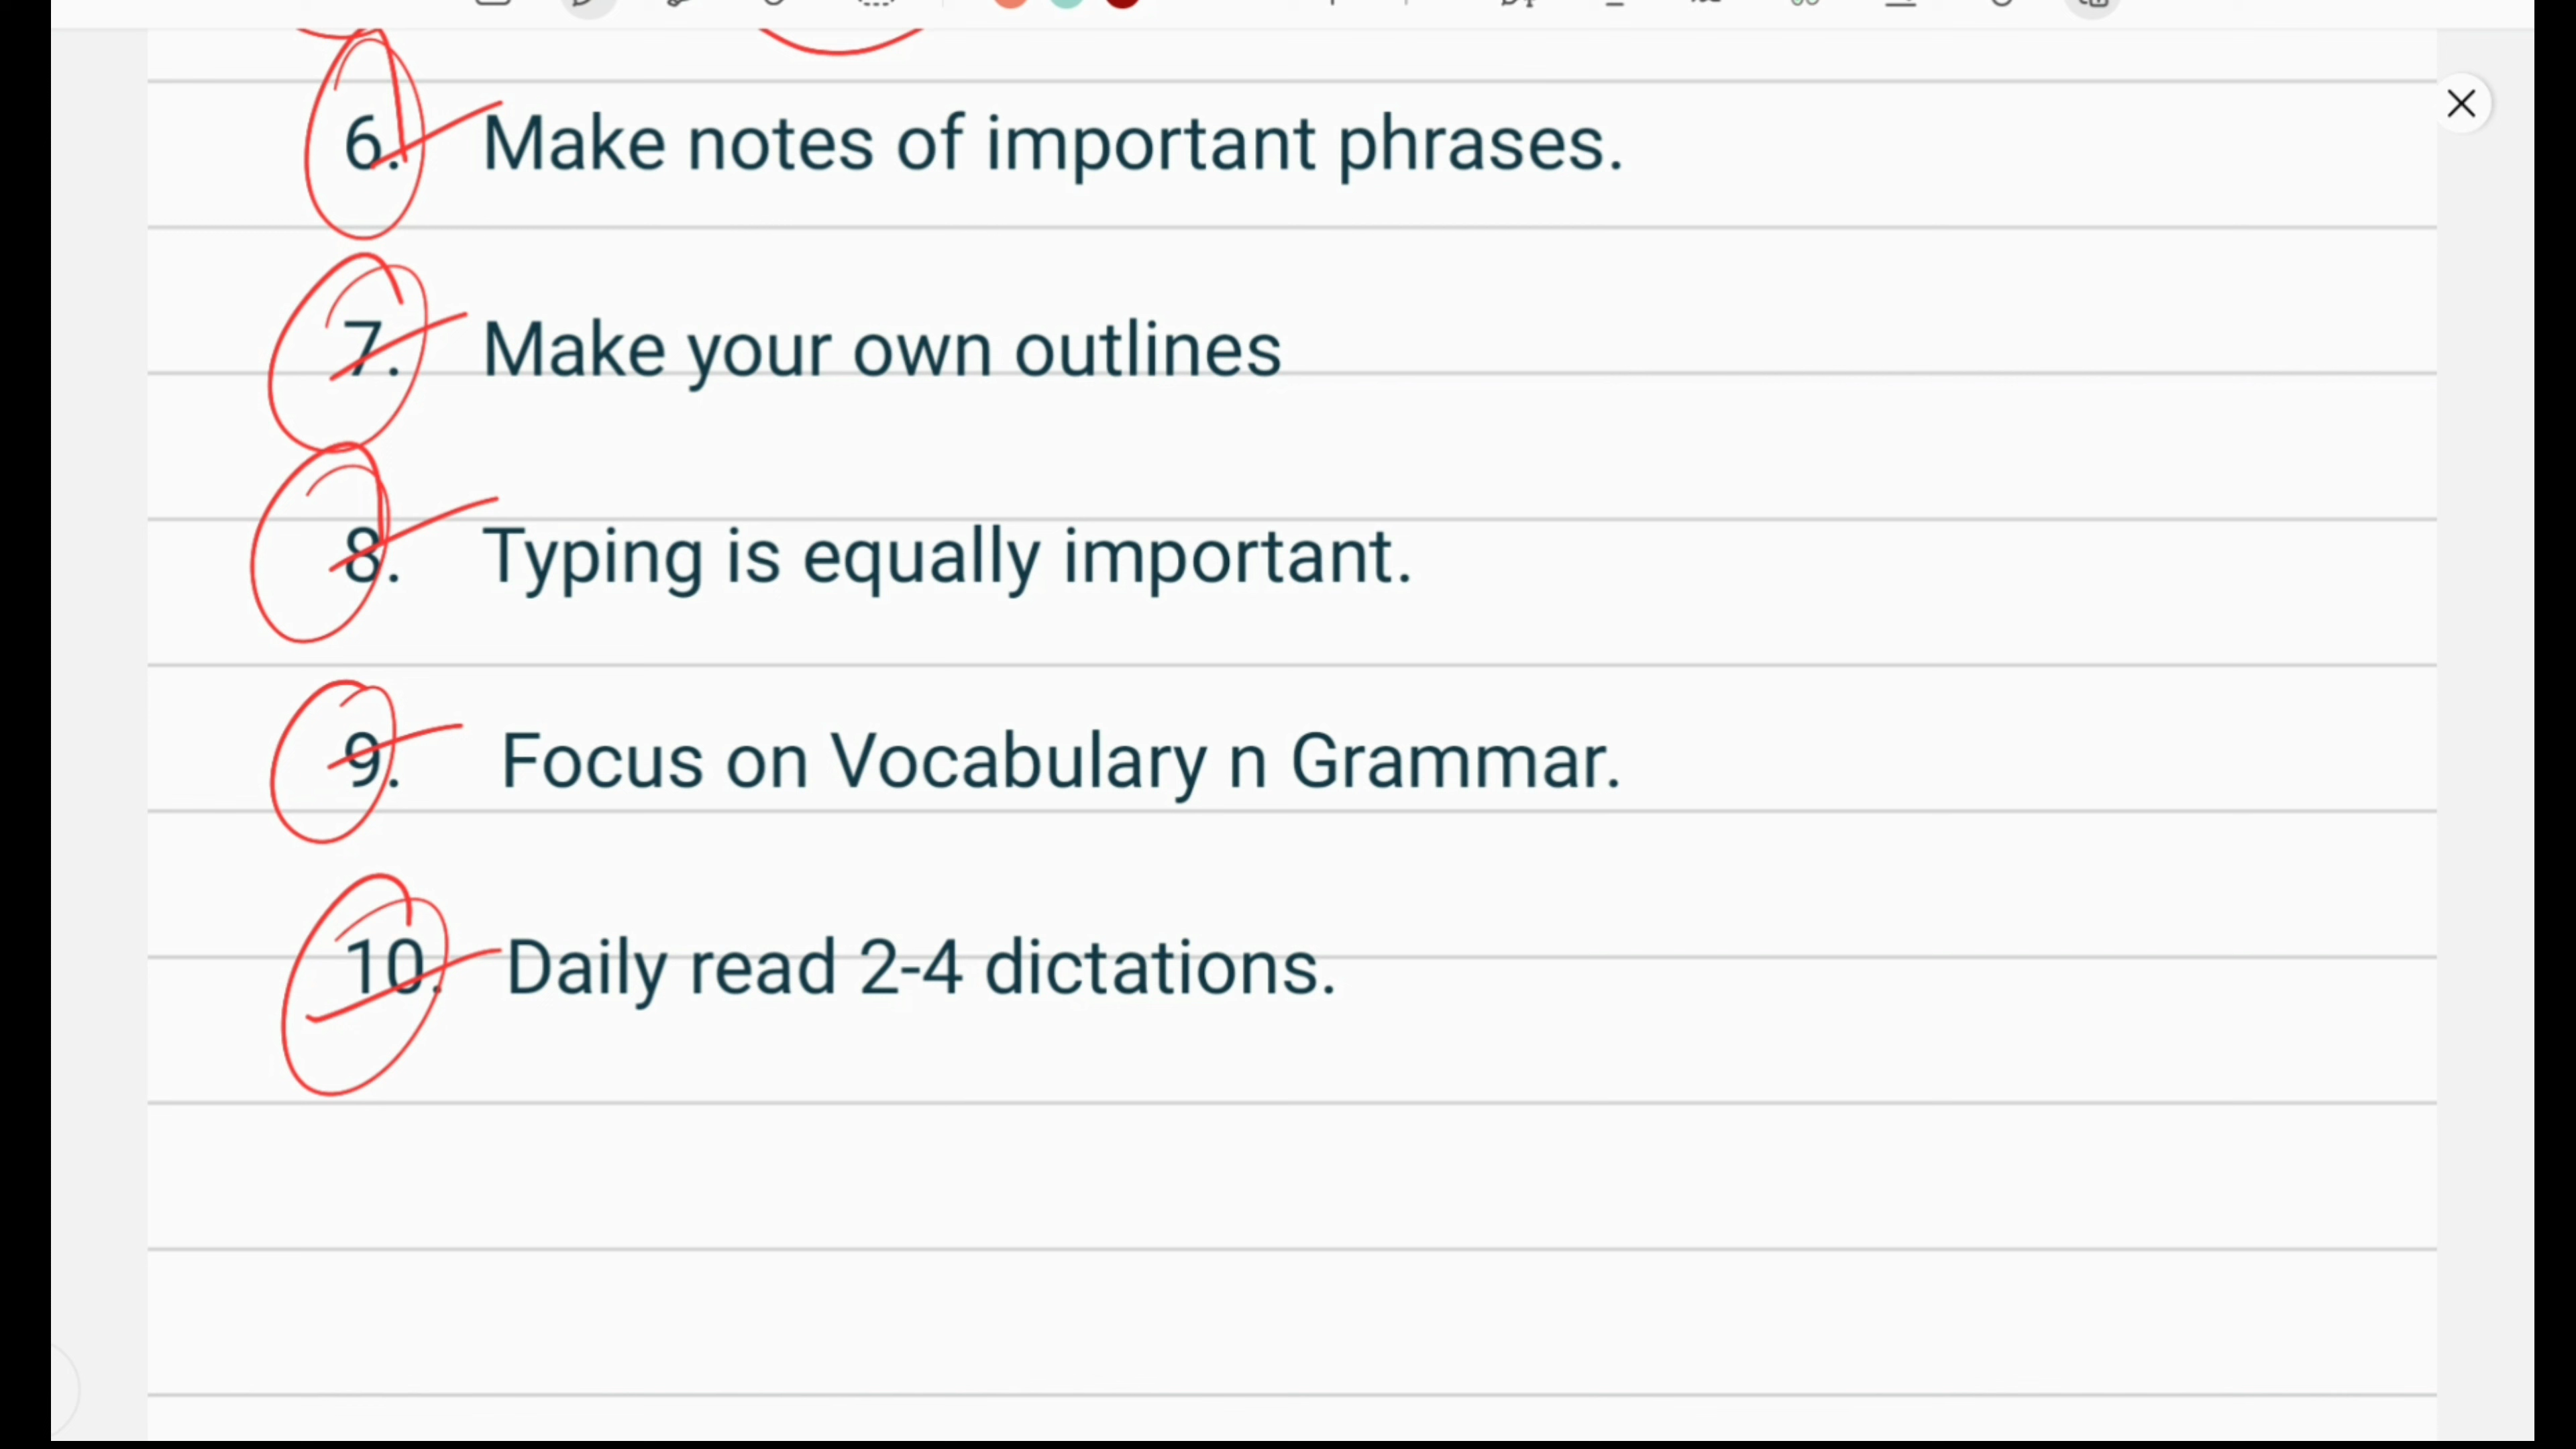 6. Make notes of important phrases.
7. Make your own outlines
8. Typing is equally important.
9. Focus on Vocabulary n Grammar.
10. Daily read 2-4 dictations.